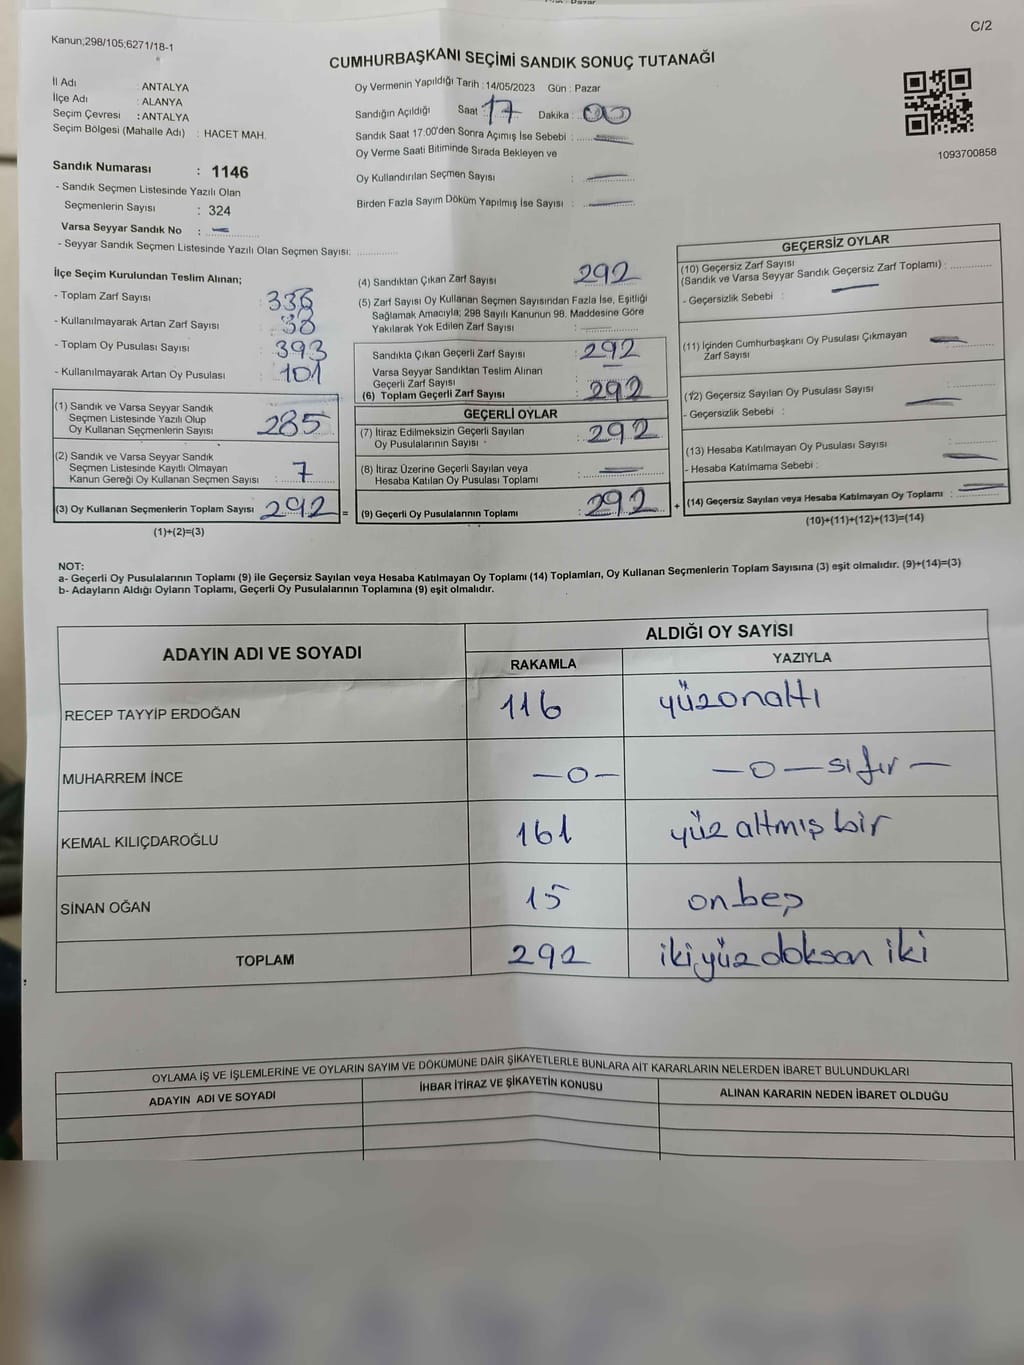 Kanun;298/105;6271/18-1
C/2
CUMHURBAŞKANI SEÇİMİ SANDIK SONUÇ TUTANAĞI
İl Adı : ANTALYA
İlçe Adı : ALANYA
Seçim Çevresi : ANTALYA
Seçim Bölgesi (Mahalle Adı) : HACET MAH.
Sandık Numarası : 1146
- Sandık Seçmen Listesinde Yazılı Olan
Seçmenlerin Sayısı : 324
Varsa Seyyar Sandık No : —
- Seyyar Sandık Seçmen Listesinde Yazılı Olan Seçmen Sayısı:
Oy Vermenin Yapıldığı Tarih : 14/05/2023 Gün : Pazar
Sandığın Açıldığı Saat 17 Dakika : 00
Sandık Saat 17.00'den Sonra Açımış İse Sebebi : —
Oy Verme Saati Bitiminde Sırada Bekleyen ve
Oy Kullandırılan Seçmen Sayısı : —
Birden Fazla Sayım Döküm Yapılmış İse Sayısı : —
1093700858
İlçe Seçim Kurulundan Teslim Alınan;
- Toplam Zarf Sayısı :
- Kullanılmayarak Artan Zarf Sayısı : 38
- Toplam Oy Pusulası Sayısı : 393
- Kullanılmayarak Artan Oy Pusulası : 101
(1) Sandık ve Varsa Seyyar Sandık
Seçmen Listesinde Yazılı Olup
Oy Kullanan Seçmenlerin Sayısı : 285
(2) Sandık ve Varsa Seyyar Sandık
Seçmen Listesinde Kayıtlı Olmayan
Kanun Gereği Oy Kullanan Seçmen Sayısı : 7
(3) Oy Kullanan Seçmenlerin Toplam Sayısı 292 =
(1)+(2)=(3)
(4) Sandıktan Çıkan Zarf Sayısı 292
(5) Zarf Sayısı Oy Kullanan Seçmen Sayısından Fazla İse, Eşitliği
Sağlamak Amacıyla; 298 Sayılı Kanunun 98. Maddesine Göre
Yakılarak Yok Edilen Zarf Sayısı : —
Sandıkta Çıkan Geçerli Zarf Sayısı : 292
Varsa Seyyar Sandıktan Teslim Alınan
Geçerli Zarf Sayısı : —
(6) Toplam Geçerli Zarf Sayısı : 292
GEÇERLİ OYLAR
(7) İtiraz Edilmeksizin Geçerli Sayılan
Oy Pusulalarının Sayısı : 292
(8) İtiraz Üzerine Geçerli Sayılan veya
Hesaba Katılan Oy Pusulası Toplamı : —
(9) Geçerli Oy Pusulalarının Toplamı : 292 +
GEÇERSİZ OYLAR
(10) Geçersiz Zarf Sayısı
(Sandık ve Varsa Seyyar Sandık Geçersiz Zarf Toplamı) :
- Geçersizlik Sebebi : —
(11) İçinden Cumhurbaşkanı Oy Pusulası Çıkmayan
Zarf Sayısı : —
(12) Geçersiz Sayılan Oy Pusulası Sayısı :
- Geçersizlik Sebebi : —
(13) Hesaba Katılmayan Oy Pusulası Sayısı :
- Hesaba Katılmama Sebebi : —
(14) Geçersiz Sayılan veya Hesaba Katılmayan Oy Toplamı : —
(10)+(11)+(12)+(13)=(14)
NOT:
a- Geçerli Oy Pusulalarının Toplamı (9) ile Geçersiz Sayılan veya Hesaba Katılmayan Oy Toplamı (14) Toplamları, Oy Kullanan Seçmenlerin Toplam Sayısına (3) eşit olmalıdır. (9)+(14)=(3)
b- Adayların Aldığı Oyların Toplamı, Geçerli Oy Pusulalarının Toplamına (9) eşit olmalıdır.
ADAYIN ADI VE SOYADI
ALDIĞI OY SAYISI
RAKAMLA YAZIYLA
RECEP TAYYİP ERDOĞAN 116 yüzonaltı
MUHARREM İNCE —0— —0—sıfır—
KEMAL KILIÇDAROĞLU 161 yüz altmış bir
SİNAN OĞAN 15 onbeş
TOPLAM 292 ikiyüzdoksan iki
OYLAMA İŞ VE İŞLEMLERİNE VE OYLARIN SAYIM VE DÖKÜMÜNE DAİR ŞİKAYETLERLE BUNLARA AİT KARARLARIN NELERDEN İBARET BULUNDUKLARI
ADAYIN ADI VE SOYADI İHBAR İTİRAZ VE ŞİKAYETİN KONUSU ALINAN KARARIN NEDEN İBARET OLDUĞU